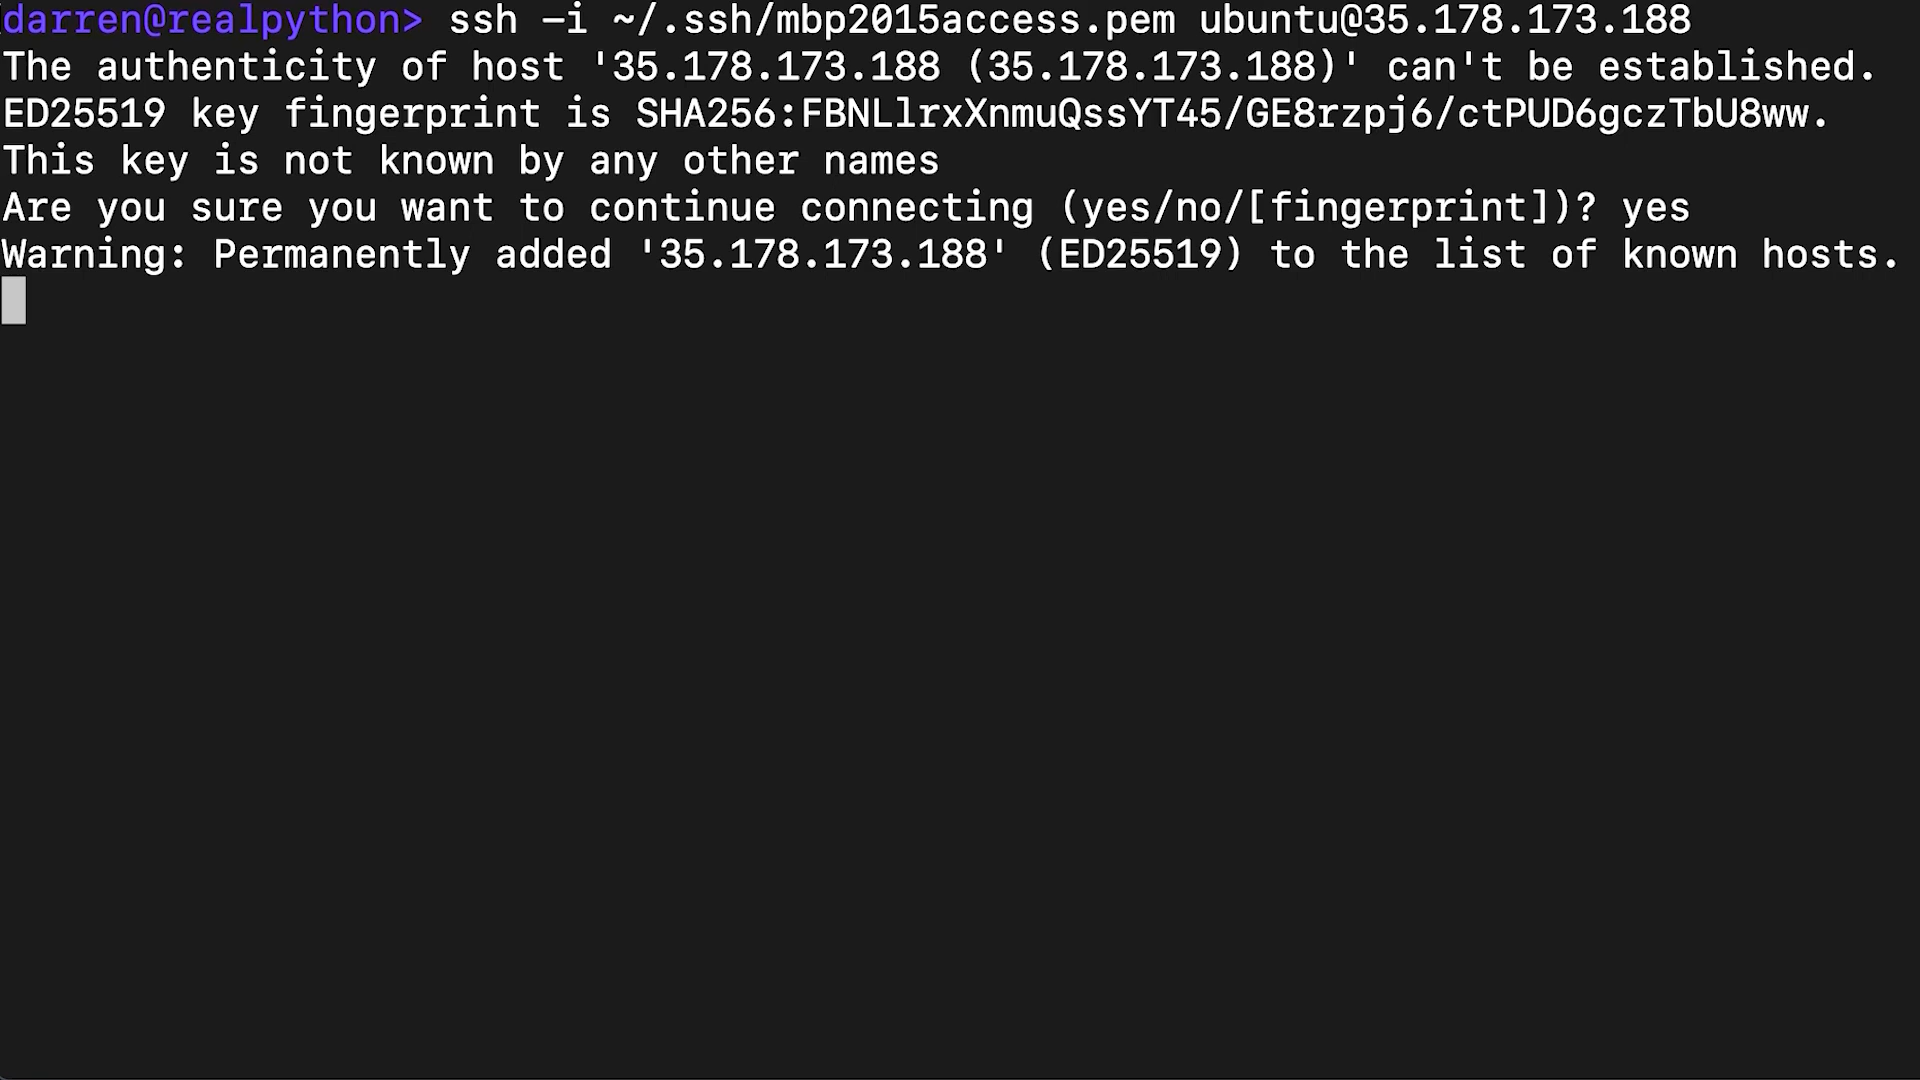 darren@realpython> ssh -i ~/.ssh/mbp2015access.pem ubuntu@35.178.173.188
The authenticity of host '35.178.173.188 (35.178.173.188)' can't be established.
ED25519 key fingerprint is SHA256:FBNLlrxXnmuQssYT45/GE8rzpj6/ctPUD6gczTbU8ww.
This key is not known by any other names
Are you sure you want to continue connecting (yes/no/[fingerprint])? yes
Warning: Permanently added '35.178.173.188' (ED25519) to the list of known hosts.